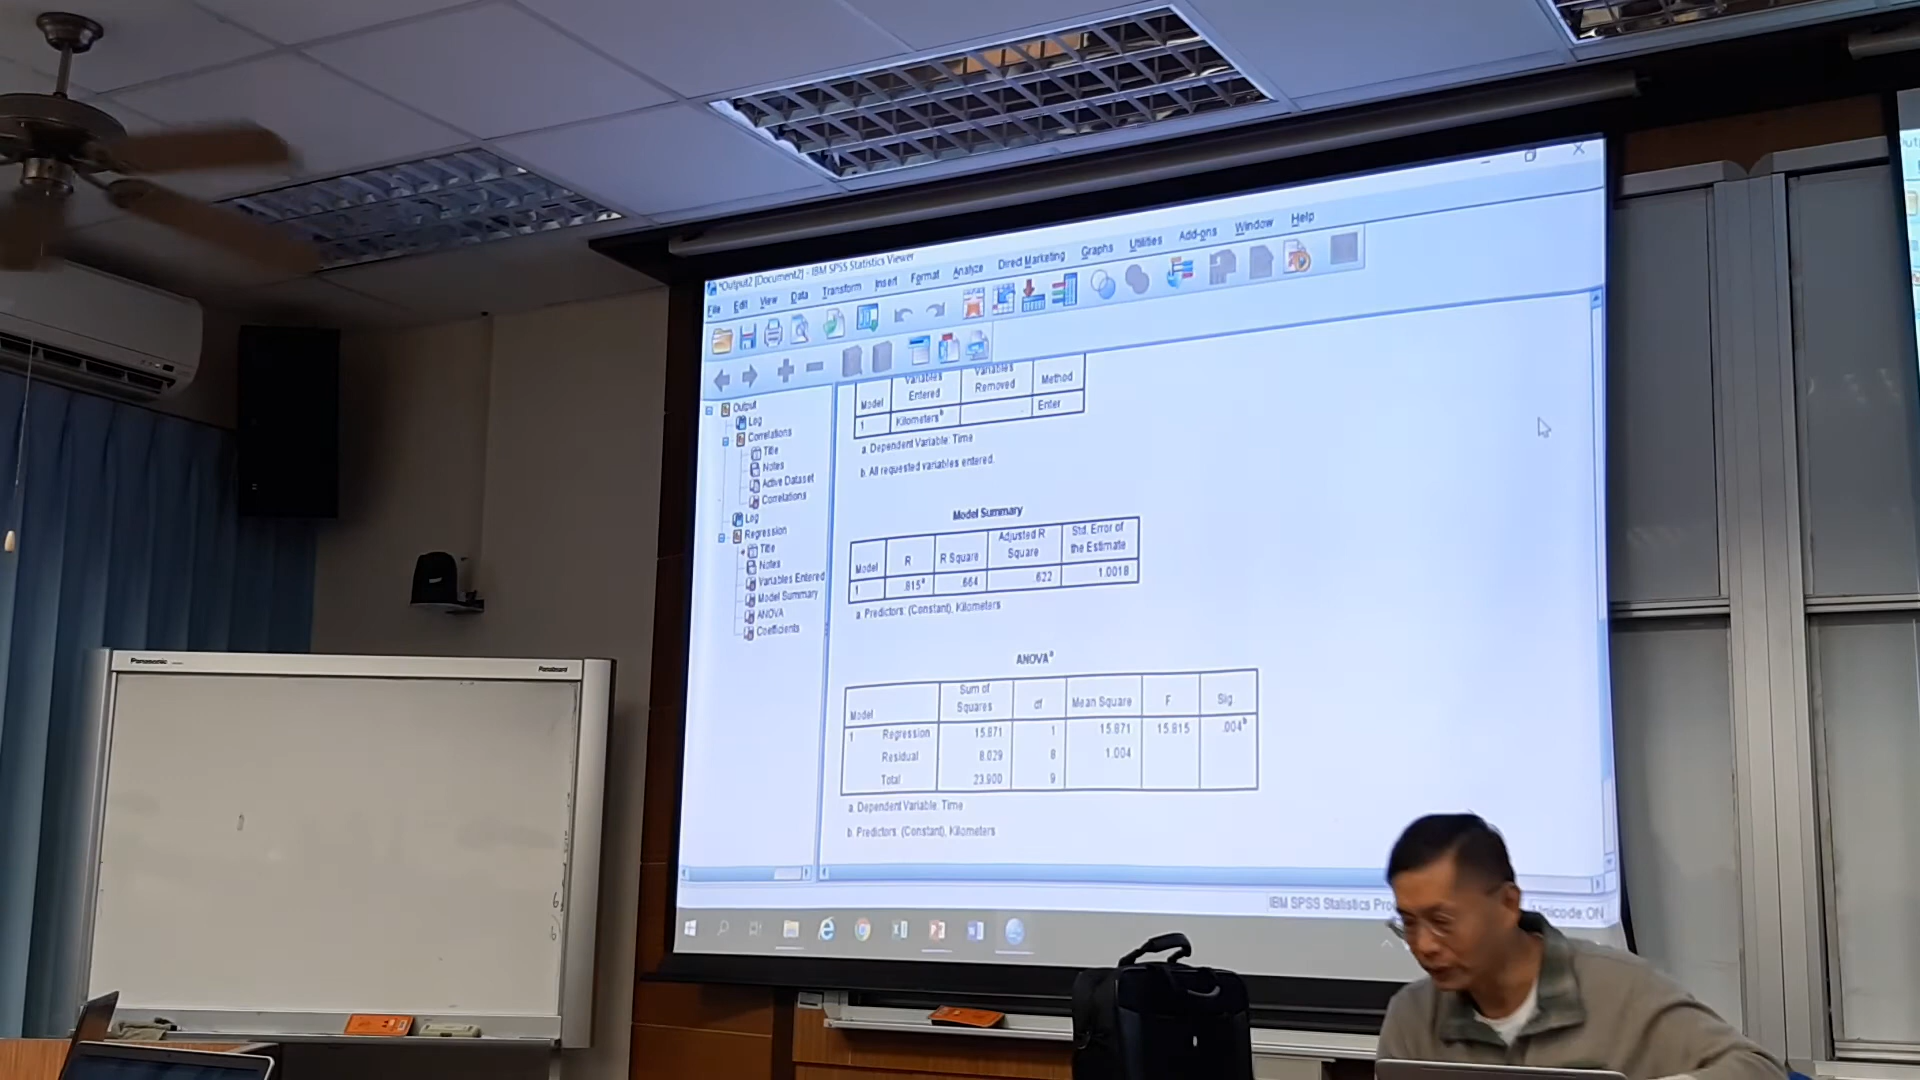 *Output2 [Document2] - IBM SPSS Statistics Viewer
File Edit View Data Transform Insert Format Analyze Direct Marketing Graphs Utilities Add-ons Window Help
Output
Log
Correlations
Title
Notes
Active Dataset
Correlations
Log
Regression
Title
Notes
Variables Entered
Model Summary
ANOVA
Coefficients
Model Variables Entered Variables Removed Method
1 Kilometers b Enter
a. Dependent Variable: Time
b. All requested variables entered.
Model Summary
Model R R Square Adjusted R Square Std. Error of the Estimate
1 .815 a .664 .622 1.0018
a. Predictors: (Constant), Kilometers
ANOVA a
Model Sum of Squares df Mean Square F Sig.
1 Regression 15.871 1 15.871 15.815 .004 b
Residual 8.029 8 1.004
Total 23.900 9
a. Dependent Variable: Time
b. Predictors: (Constant), Kilometers
IBM SPSS Statistics Pro
Unicode:ON
Panasonic
Panaboard